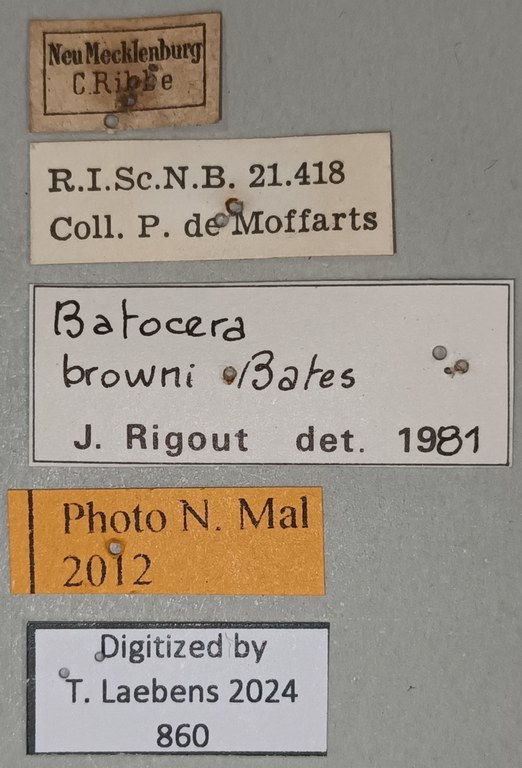 Neu Mecklenburg
C. Ribbe
R.I.Sc.N.B. 21.418
Coll. P. de Moffarts
Batocera
browni Bates
J. Rigout det. 1981
Photo N. Mal
2012
Digitized by
T. Laebens 2024
860